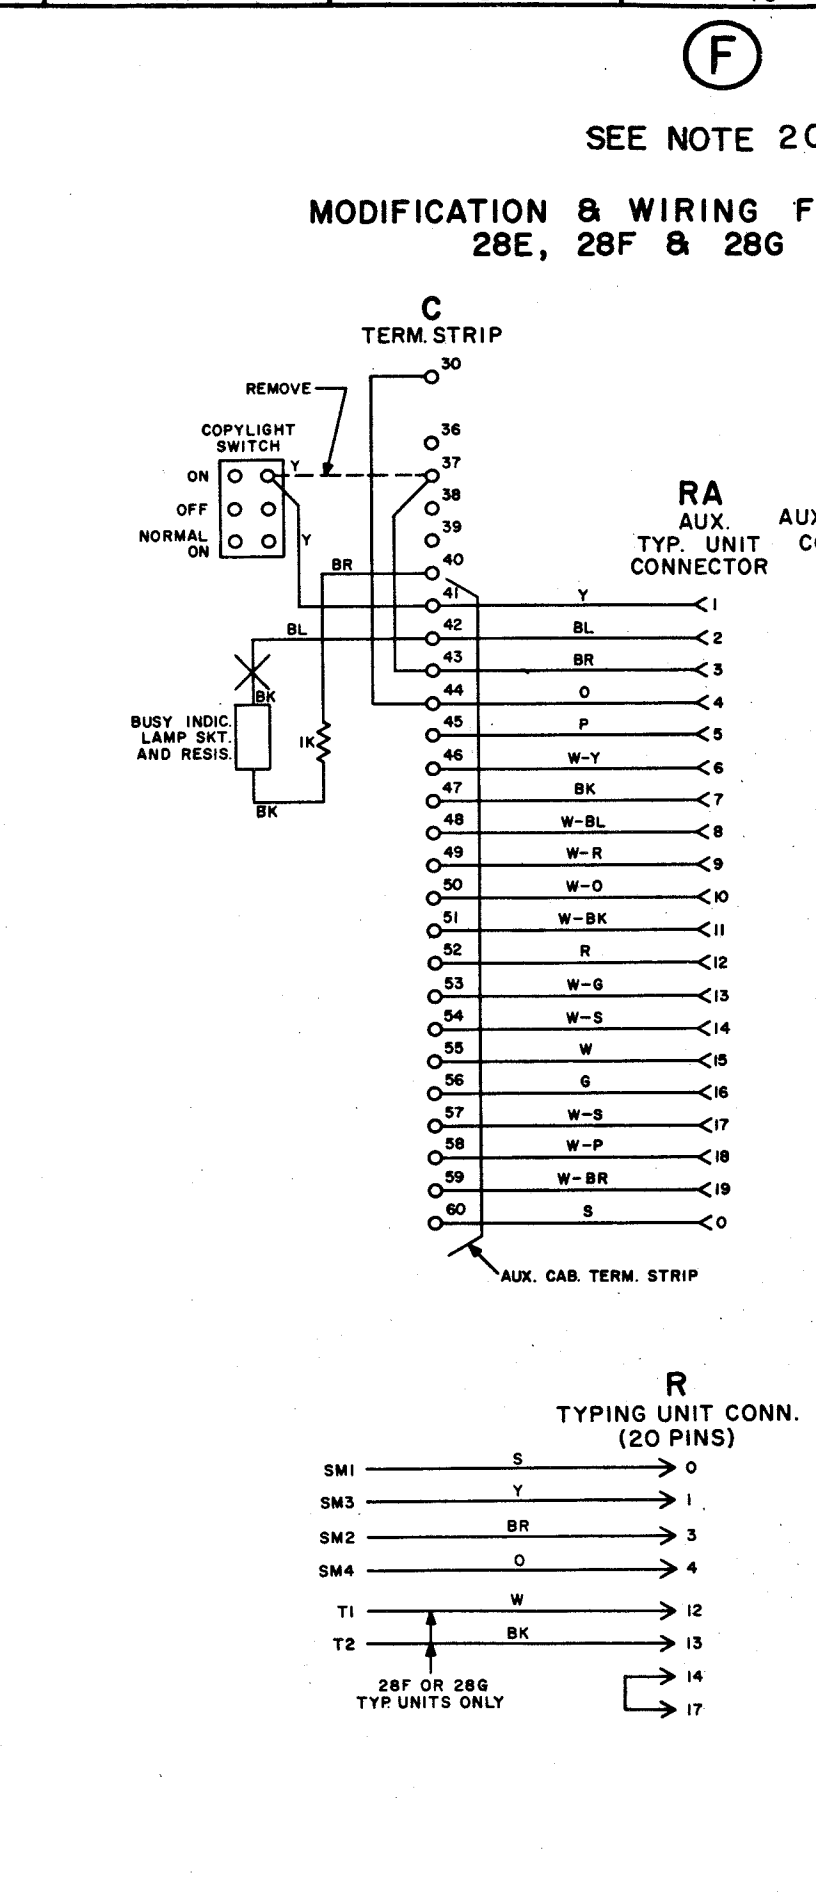 F
SEE NOTE 20
MODIFICATION & WIRING F
28E, 28F & 28G
C
TERM. STRIP
30
REMOVE
36
COPYLIGHT
SWITCH
Y
37
ON
38
OFF
39
NORMAL
ON
Y
40
BR
RA
AUX.
TYP. UNIT
CONNECTOR
AUX
CO
41 Y 1
BL 42 BL 2
43 BR 3
BK
44 O 4
BUSY INDIC.
LAMP SKT.
AND RESIS.
1K
45 P 5
46 W-Y 6
47 BK 7
BK
48 W-BL 8
49 W-R 9
50 W-O 10
51 W-BK 11
52 R 12
53 W-G 13
54 W-S 14
55 W 15
56 G 16
57 W-S 17
58 W-P 18
59 W-BR 19
60 S 0
AUX. CAB. TERM. STRIP
R
TYPING UNIT CONN.
(20 PINS)
SM1 S 0
SM3 Y 1
SM2 BR 3
SM4 O 4
T1 W 12
T2 BK 13
14
28F OR 28G
TYP. UNITS ONLY
17